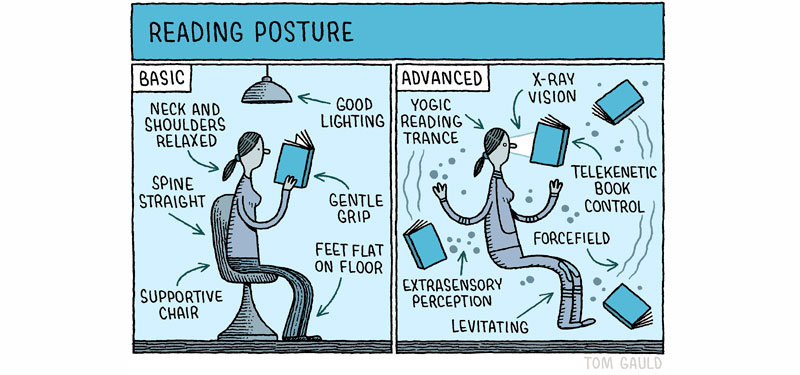 READING POSTURE
BASIC
NECK AND
SHOULDERS
RELAXED
GOOD
LIGHTING
SPINE
STRAIGHT
GENTLE
GRIP
FEET FLAT
ON FLOOR
SUPPORTIVE
CHAIR
ADVANCED
YOGIC
READING
TRANCE
X-RAY
VISION
TELEKENETIC
BOOK
CONTROL
FORCEFIELD
EXTRASENSORY
PERCEPTION
LEVITATING
TOM GAULD